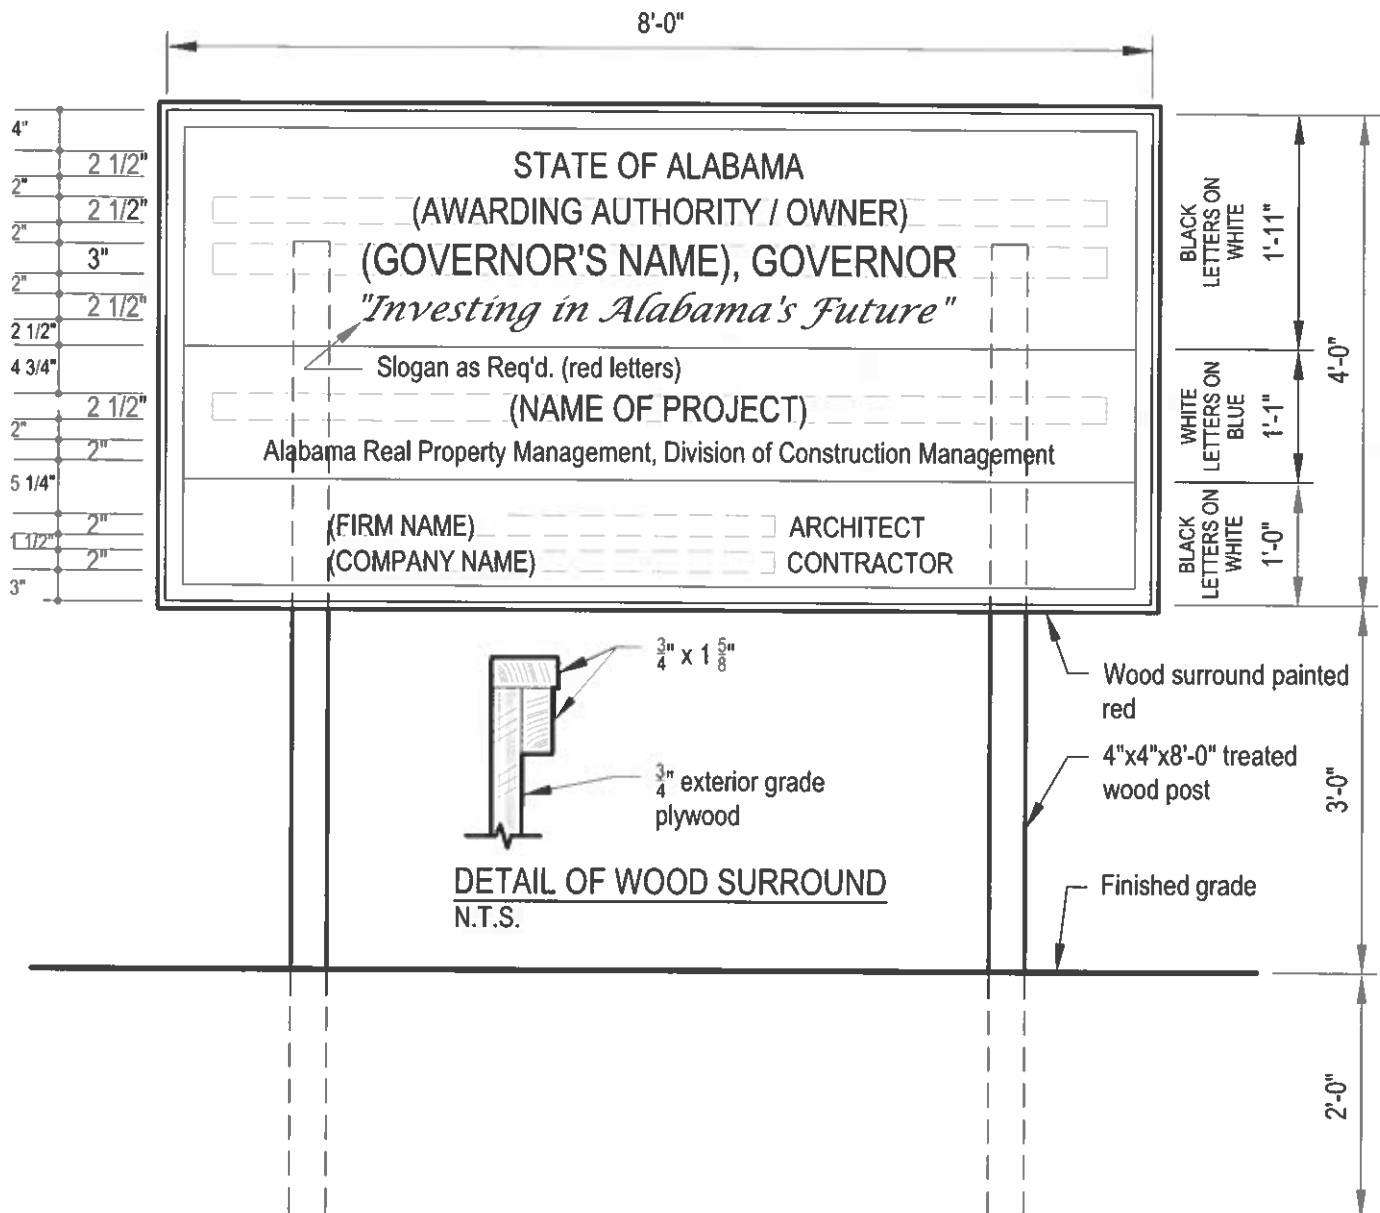 8'-0"
4"
2 1/2"
2"
2 1/2"
2"
3"
2"
2 1/2"
2 1/2"
4 3/4"
2 1/2"
2"
2"
5 1/4"
2"
1 1/2"
2"
3"
STATE OF ALABAMA
(AWARDING AUTHORITY / OWNER)
(GOVERNOR'S NAME), GOVERNOR
"Investing in Alabama's Future"
Slogan as Req'd. (red letters)
(NAME OF PROJECT)
Alabama Real Property Management, Division of Construction Management
(FIRM NAME) ARCHITECT
(COMPANY NAME) CONTRACTOR
BLACK
LETTERS ON
WHITE
1'-11"
WHITE
LETTERS ON
BLUE
1'-1"
BLACK
LETTERS ON
WHITE
1'-0"
4'-0"
3/4" x 1 5/8"
3/4" exterior grade
plywood
DETAIL OF WOOD SURROUND
N.T.S.
Wood surround painted
red
4"x4"x8'-0" treated
wood post
Finished grade
3'-0"
2'-0"